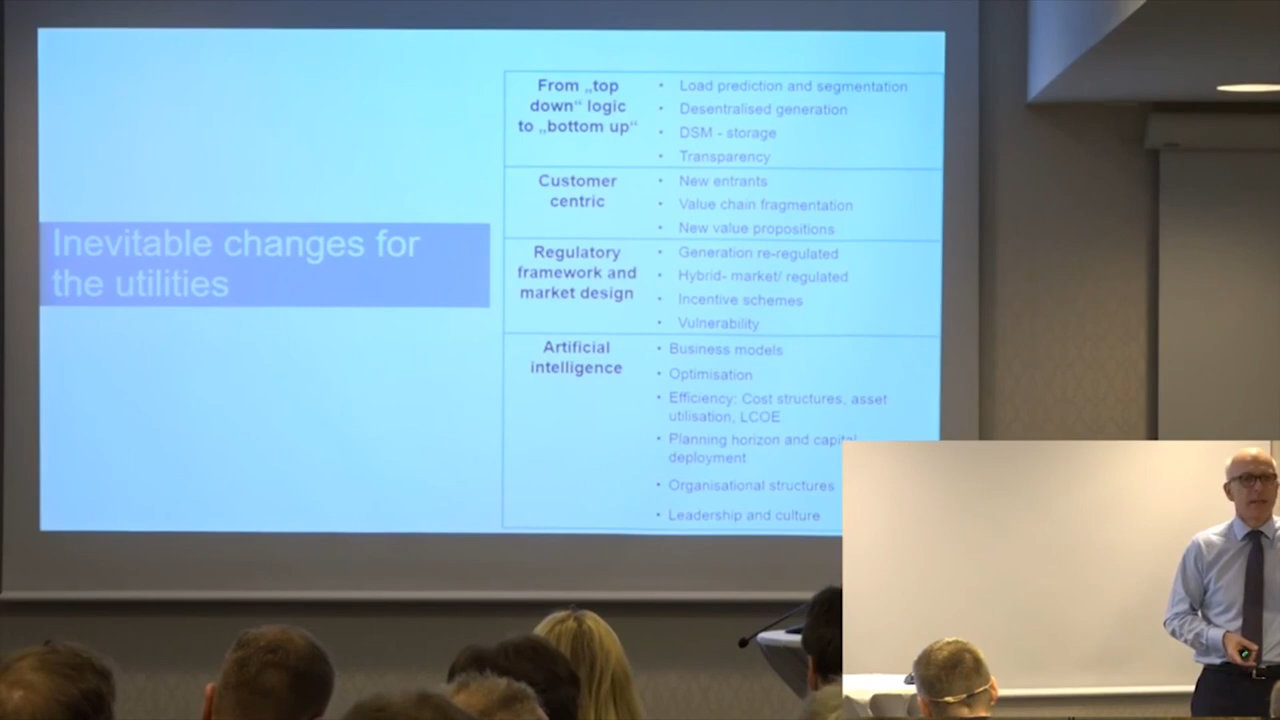 Inevitable changes for
the utilities
From „top
down“ logic
to „bottom up“
• Load prediction and segmentation
• Desentralised generation
• DSM - storage
• Transparency
Customer
centric
• New entrants
• Value chain fragmentation
• New value propositions
Regulatory
framework and
market design
• Generation re-regulated
• Hybrid- market/ regulated
• Incentive schemes
• Vulnerability
Artificial
intelligence
• Business models
• Optimisation
• Efficiency: Cost structures, asset
utilisation, LCOE
• Planning horizon and capital
deployment
• Organisational structures
• Leadership and culture